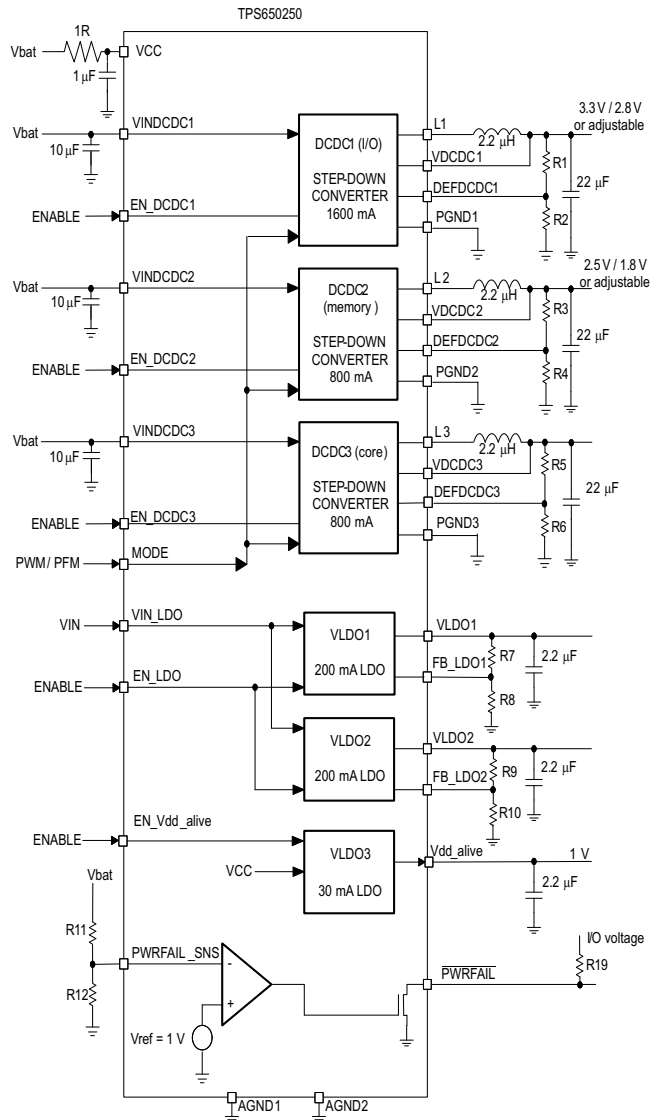 TPS650250
1R
Vbat
VCC
1 μF
Vbat
VINDCDC1
10 μF
ENABLE
EN_DCDC1
DCDC1 (I/O)
STEP-DOWN
CONVERTER
1600 mA
L1
2.2 μH
3.3 V / 2.8 V
or adjustable
VDCDC1
R1
DEFDCDC1
22 μF
R2
PGND1
Vbat
VINDCDC2
10 μF
ENABLE
EN_DCDC2
DCDC2
(memory )
STEP-DOWN
CONVERTER
800 mA
L2
2.2 μH
2.5 V / 1.8 V
or adjustable
VDCDC2
R3
DEFDCDC2
22 μF
R4
PGND2
Vbat
VINDCDC3
10 μF
ENABLE
EN_DCDC3
DCDC3 (core)
STEP-DOWN
CONVERTER
800 mA
L3
2.2 μH
VDCDC3
R5
DEFDCDC3
22 μF
R6
PGND3
PWM / PFM
MODE
VIN
VIN_LDO
ENABLE
EN_LDO
VLDO1
200 mA LDO
VLDO1
R7
FB_LDO1
2.2 μF
R8
VLDO2
200 mA LDO
VLDO2
R9
FB_LDO2
2.2 μF
R10
ENABLE
EN_Vdd_alive
VCC
VLDO3
30 mA LDO
Vdd_alive
1 V
2.2 μF
Vbat
R11
PWRFAIL_SNS
R12
-
+
Vref = 1 V
I/O voltage
R19
PWRFAIL
AGND1
AGND2